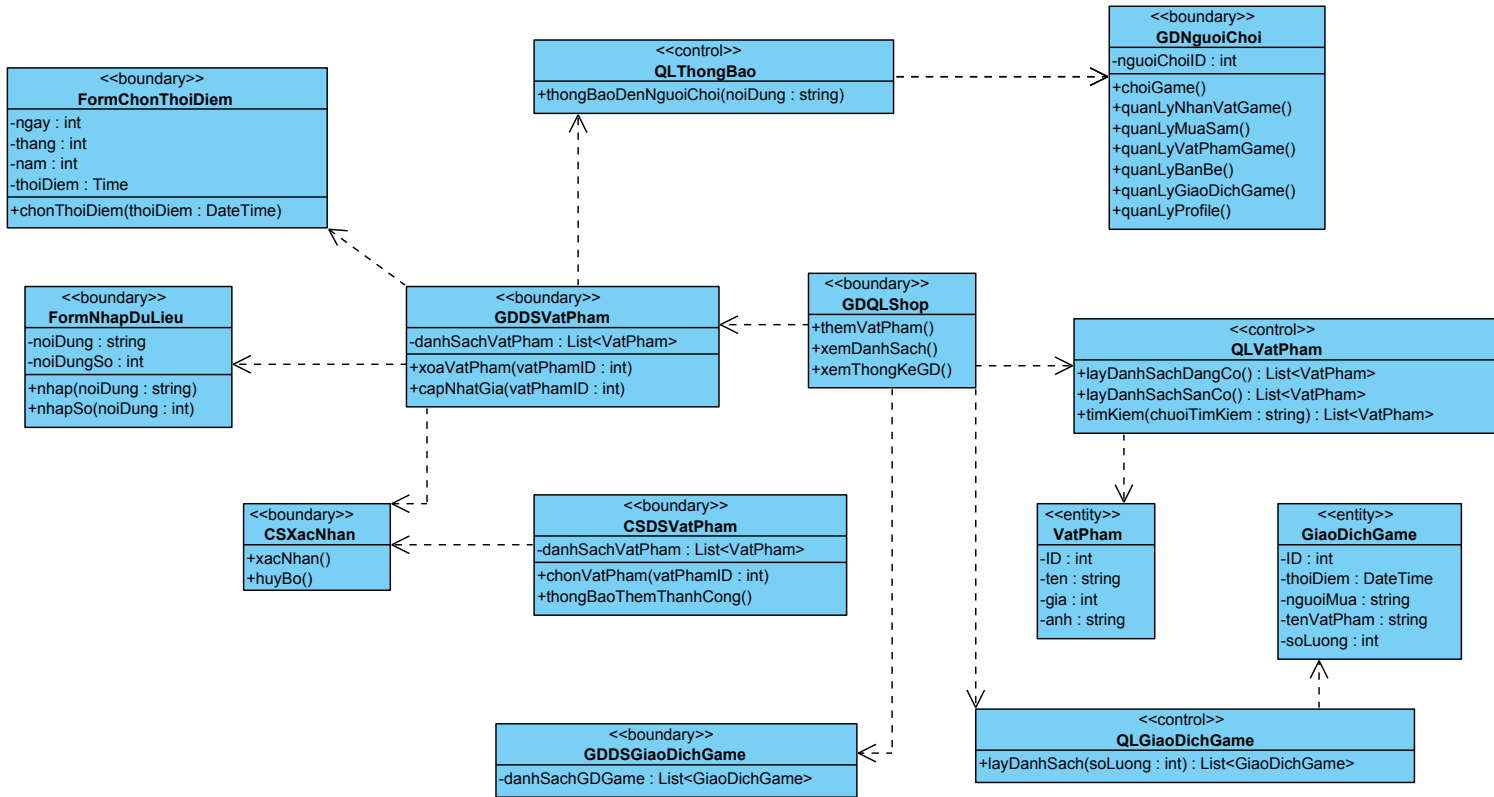 <<boundary>>
GDNguoiChoi
-nguoiChoiID : int
+choiGame()
+quanLyNhanVatGame()
+quanLyMuaSam()
+quanLyVatPhamGame()
+quanLyBanBe()
+quanLyGiaoDichGame()
+quanLyProfile()
<<control>>
QLThongBao
+thongBaoDenNguoiChoi(noiDung : string)
<<boundary>>
FormChonThoiDiem
-ngay : int
-thang : int
-nam : int
-thoiDiem : Time
+chonThoiDiem(thoiDiem : DateTime)
<<boundary>>
FormNhapDuLieu
-noiDung : string
-noiDungSo : int
+nhap(noiDung : string)
+nhapSo(noiDung : int)
<<boundary>>
GDDSVatPham
-danhSachVatPham : List<VatPham>
+xoaVatPham(vatPhamID : int)
+capNhatGia(vatPhamID : int)
<<boundary>>
GDQLShop
+themVatPham()
+xemDanhSach()
+xemThongKeGD()
<<control>>
QLVatPham
+layDanhSachDangCo() : List<VatPham>
+layDanhSachSanCo() : List<VatPham>
+timKiem(chuoiTimKiem : string) : List<VatPham>
<<boundary>>
CSXacNhan
+xacNhan()
+huyBo()
<<boundary>>
CSDSVatPham
-danhSachVatPham : List<VatPham>
+chonVatPham(vatPhamID : int)
+thongBaoThemThanhCong()
<<entity>>
VatPham
-ID : int
-ten : string
-gia : int
-anh : string
<<entity>>
GiaoDichGame
-ID : int
-thoiDiem : DateTime
-nguoiMua : string
-tenVatPham : string
-soLuong : int
<<boundary>>
GDDSGiaoDichGame
-danhSachGDGame : List<GiaoDichGame>
<<control>>
QLGiaoDichGame
+layDanhSach(soLuong : int) : List<GiaoDichGame>